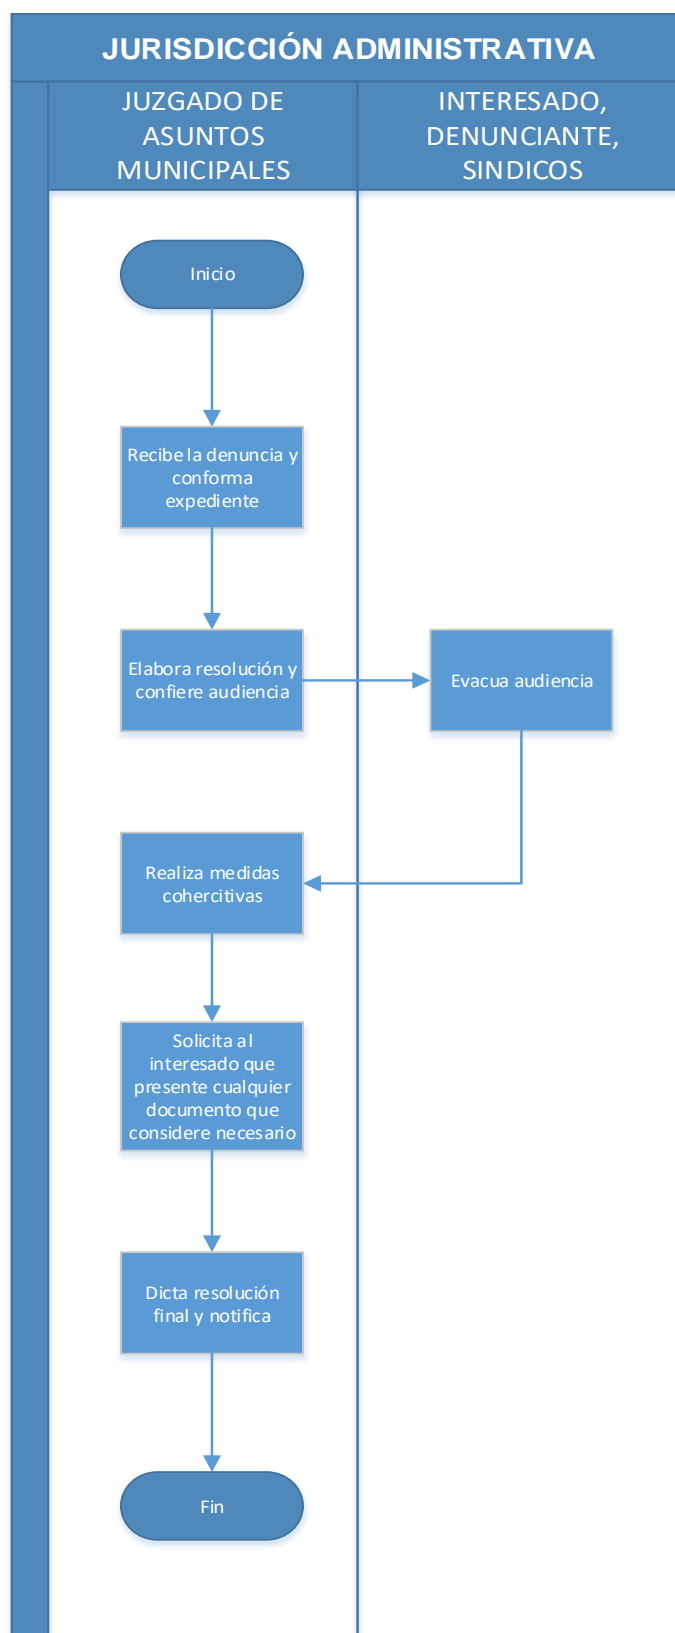 JURISDICCIÓN ADMINISTRATIVA
JUZGADO DE
ASUNTOS
MUNICIPALES
INTERESADO,
DENUNCIANTE,
SINDICOS
Inicio
Recibe la denuncia y
conforma
expediente
Elabora resolución y
confiere audiencia
Evacua audiencia
Realiza medidas
cohercitivas
Solicita al
interesado que
presente cualquier
documento que
considere necesario
Dicta resolución
final y notifica
Fin